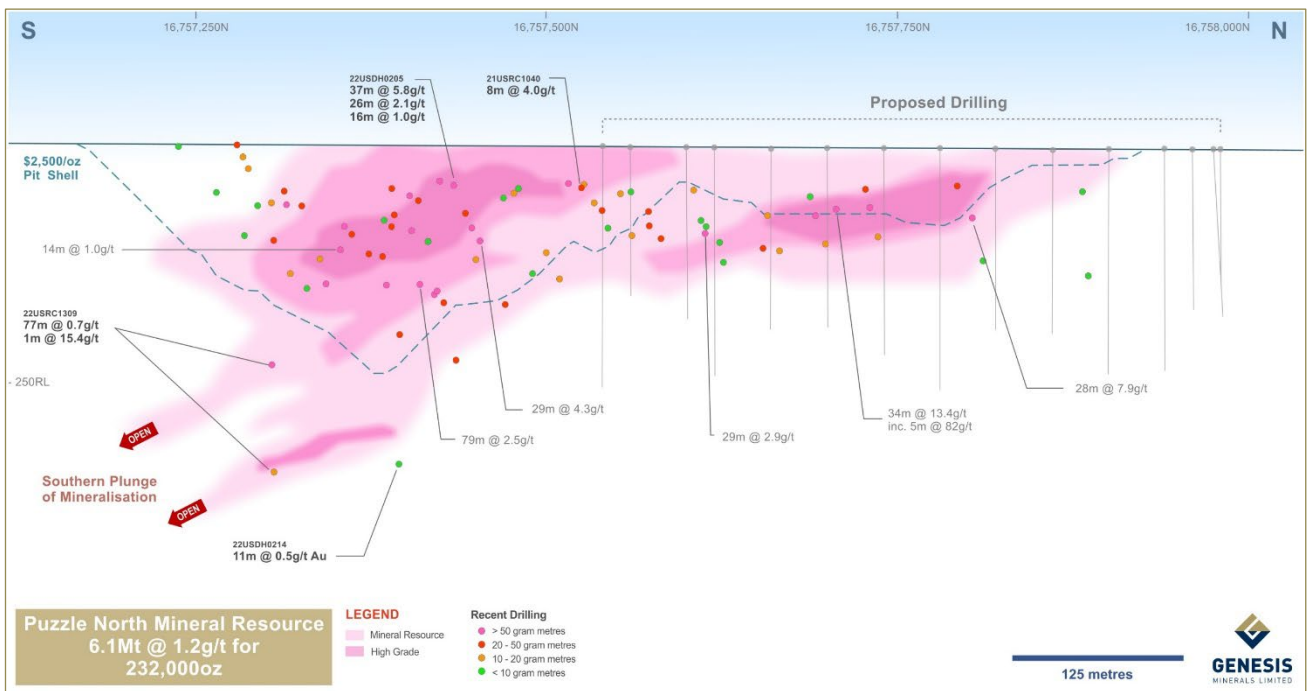 S
16,757,250N
16,757,500N
16,757,750N
16,758,000N
N
22USDH0205
37m @ 5.8g/t
26m @ 2.1g/t
16m @ 1.0g/t
21USRC1040
8m @ 4.0g/t
Proposed Drilling
$2,500/oz
Pit Shell
14m @ 1.0g/t
22USRC1309
77m @ 0.7g/t
1m @ 15.4g/t
- 250RL
29m @ 4.3g/t
79m @ 2.5g/t
29m @ 2.9g/t
34m @ 13.4g/t
inc. 5m @ 82g/t
28m @ 7.9g/t
OPEN
Southern Plunge
of Mineralisation
OPEN
22USDH0214
11m @ 0.5g/t Au
Puzzle North Mineral Resource
6.1Mt @ 1.2g/t for
232,000oz
LEGEND
Mineral Resource
High Grade
Recent Drilling
> 50 gram metres
20 - 50 gram metres
10 - 20 gram metres
< 10 gram metres
125 metres
GENESIS
MINERALS LIMITED